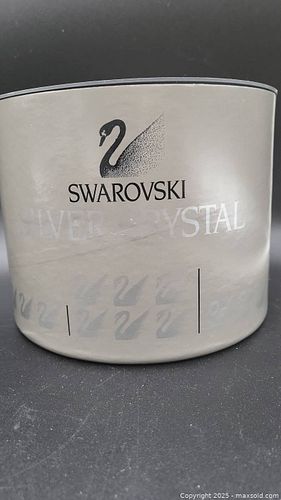 SWAROVSKI
SILVER CRYSTAL
Copyright © 2025 - maxsold.com